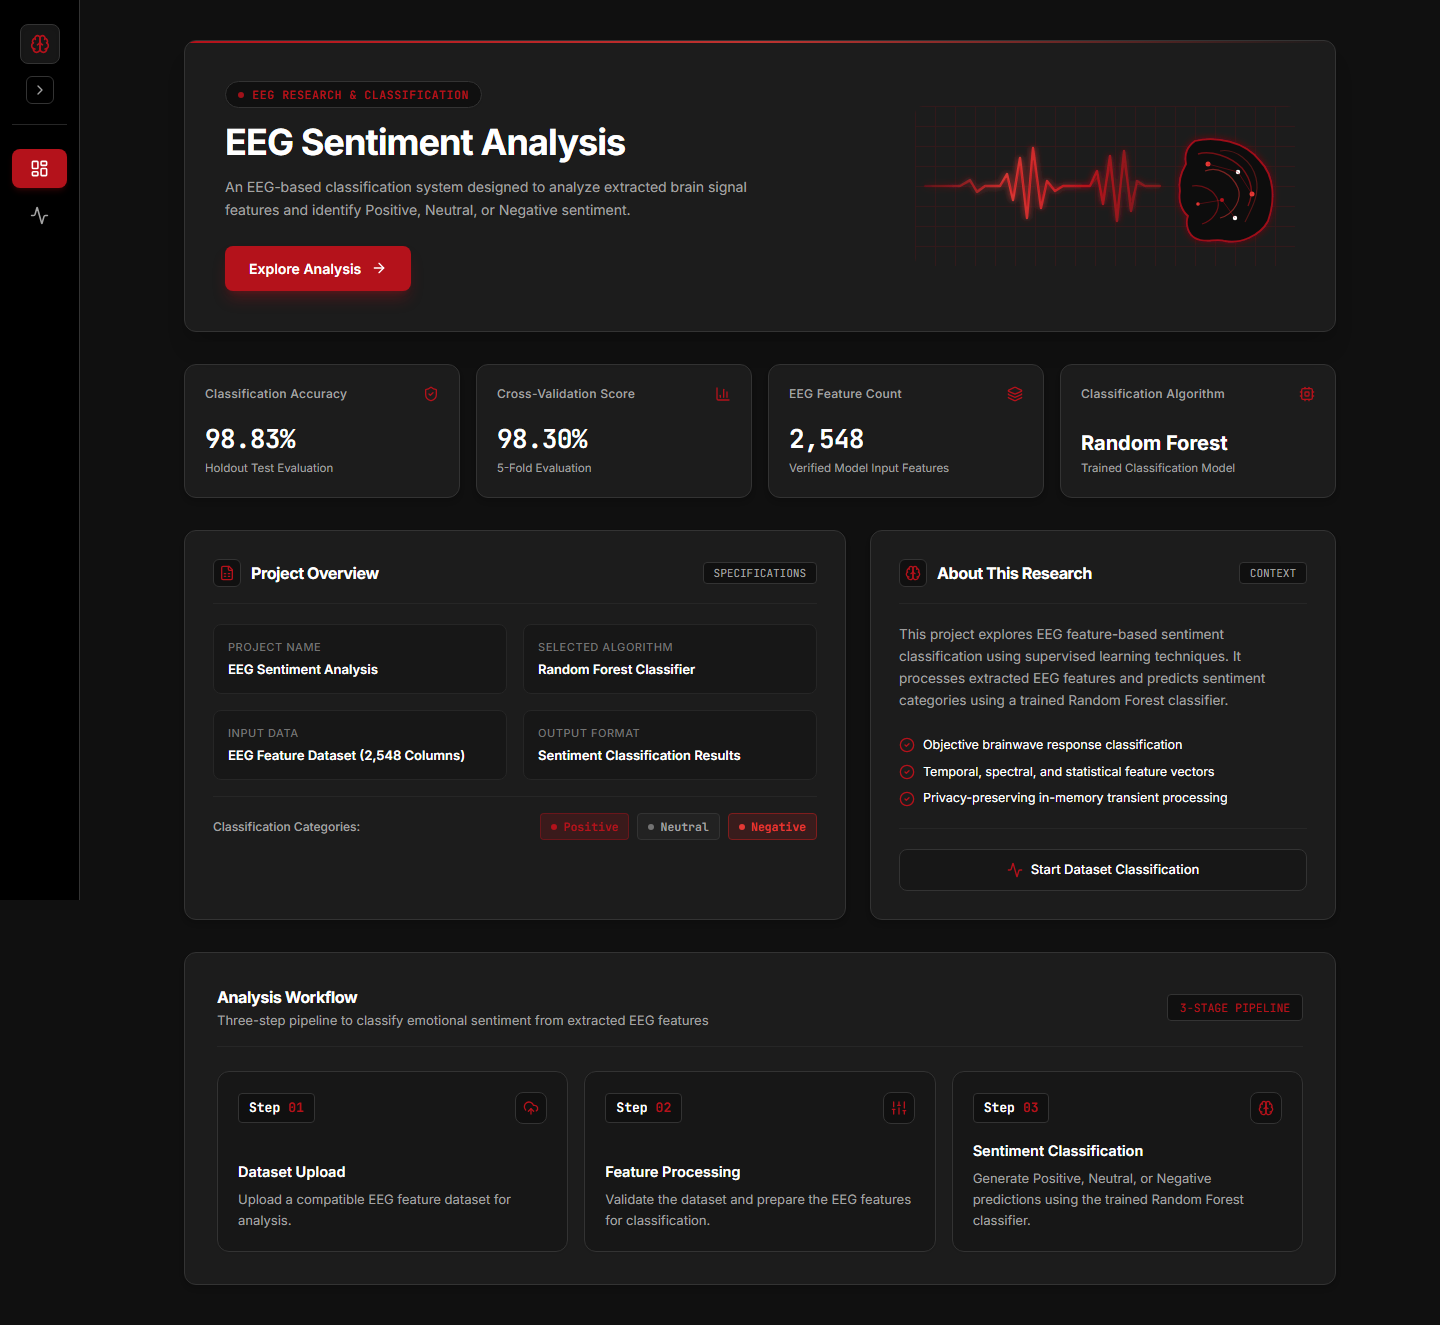 EEG RESEARCH & CLASSIFICATION
EEG Sentiment Analysis
An EEG-based classification system designed to analyze extracted brain signal
features and identify Positive, Neutral, or Negative sentiment.
Explore Analysis
Classification Accuracy
98.83%
Holdout Test Evaluation
Cross-Validation Score
98.30%
5-Fold Evaluation
EEG Feature Count
2,548
Verified Model Input Features
Classification Algorithm
Random Forest
Trained Classification Model
Project Overview
SPECIFICATIONS
PROJECT NAME
EEG Sentiment Analysis
SELECTED ALGORITHM
Random Forest Classifier
INPUT DATA
EEG Feature Dataset (2,548 Columns)
OUTPUT FORMAT
Sentiment Classification Results
Classification Categories:
Positive
Neutral
Negative
About This Research
CONTEXT
This project explores EEG feature-based sentiment
classification using supervised learning techniques. It
processes extracted EEG features and predicts sentiment
categories using a trained Random Forest classifier.
Objective brainwave response classification
Temporal, spectral, and statistical feature vectors
Privacy-preserving in-memory transient processing
Start Dataset Classification
Analysis Workflow
Three-step pipeline to classify emotional sentiment from extracted EEG features
3-STAGE PIPELINE
Step 01
Dataset Upload
Upload a compatible EEG feature dataset for
analysis.
Step 02
Feature Processing
Validate the dataset and prepare the EEG features
for classification.
Step 03
Sentiment Classification
Generate Positive, Neutral, or Negative
predictions using the trained Random Forest
classifier.